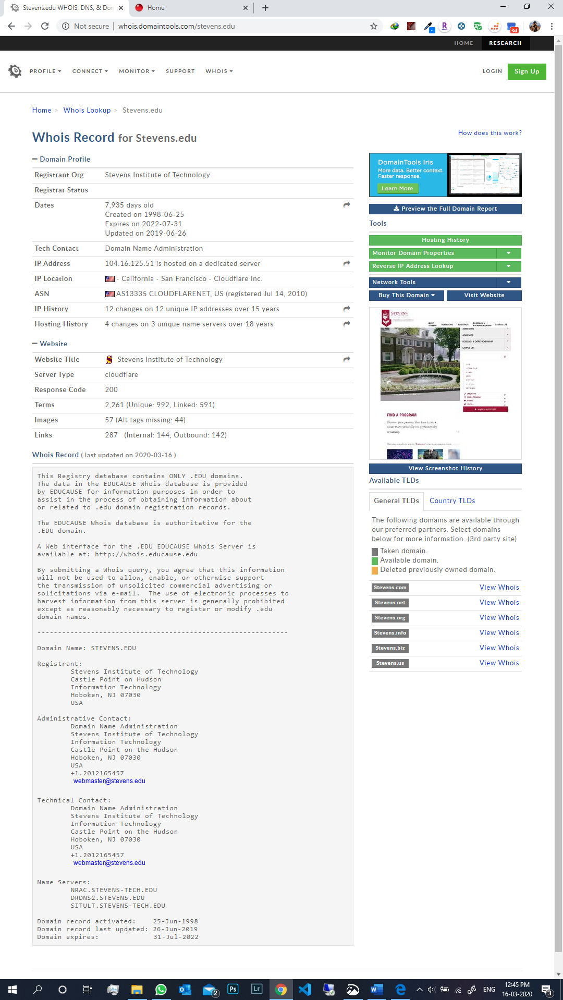 Stevens.edu WHOIS, DNS, & Dom
Home
Not secure
whois.domaintools.com/stevens.edu
3d
HOME
RESEARCH
PROFILE
CONNECT
MONITOR
SUPPORT
WHOIS
LOGIN
Sign Up
Home > Whois Lookup > Stevens.edu
Whois Record for Stevens.edu
How does this work?
Domain Profile
Registrant Org Stevens Institute of Technology
Registrar Status
Dates 7,935 days old
Created on 1998-06-25
Expires on 2022-07-31
Updated on 2019-06-26
Tech Contact Domain Name Administration
IP Address 104.16.125.51 is hosted on a dedicated server
IP Location - California - San Francisco - Cloudflare Inc.
ASN AS13335 CLOUDFLARENET, US (registered Jul 14, 2010)
IP History 12 changes on 12 unique IP addresses over 15 years
Hosting History 4 changes on 3 unique name servers over 18 years
Website
Website Title Stevens Institute of Technology
Server Type cloudflare
Response Code 200
Terms 2,261 (Unique: 992, Linked: 591)
Images 57 (Alt tags missing: 44)
Links 287 (Internal: 144, Outbound: 142)
Whois Record ( last updated on 2020-03-16 )
This Registry database contains ONLY .EDU domains.
The data in the EDUCAUSE Whois database is provided
by EDUCAUSE for information purposes in order to
assist in the process of obtaining information about
or related to .edu domain registration records.
The EDUCAUSE Whois database is authoritative for the
.EDU domain.
A Web interface for the .EDU EDUCAUSE Whois Server is
available at: http://whois.educause.edu
By submitting a Whois query, you agree that this information
will not be used to allow, enable, or otherwise support
the transmission of unsolicited commercial advertising or
solicitations via e-mail. The use of electronic processes to
harvest information from this server is generally prohibited
except as reasonably necessary to register or modify .edu
domain names.
-------------------------------------------------------------
Domain Name: STEVENS.EDU
Registrant:
Stevens Institute of Technology
Castle Point on Hudson
Information Technology
Hoboken, NJ 07030
USA
Administrative Contact:
Domain Name Administration
Stevens Institute of Technology
Information Technology
Castle Point on the Hudson
Hoboken, NJ 07030
USA
+1.2012165457
webmaster@stevens.edu
Technical Contact:
Domain Name Administration
Stevens Institute of Technology
Information Technology
Castle Point on the Hudson
Hoboken, NJ 07030
USA
+1.2012165457
webmaster@stevens.edu
Name Servers:
NRAC.STEVENS-TECH.EDU
DRDNS2.STEVENS.EDU
SITULT.STEVENS-TECH.EDU
Domain record activated: 25-Jun-1998
Domain record last updated: 26-Jun-2019
Domain expires: 31-Jul-2022
DomainTools Iris
More data. Better context.
Faster response.
Learn More
Preview the Full Domain Report
Tools
Hosting History
Monitor Domain Properties
Reverse IP Address Lookup
Network Tools
Buy This Domain
Visit Website
STEVENS
ABOUT STEVENS
ADMISSIONS
ACADEMICS
RESEARCH & ENTREPRENEURSHIP
CAMPUS LIFE
ADMISSIONS
ACADEMICS
RESEARCH & ENTREPRENEURSHIP
CAMPUS LIFE
FIND A PROGRAM
View Screenshot History
Available TLDs
General TLDs
Country TLDs
The following domains are available through
our preferred partners. Select domains
below for more information. (3rd party site)
Taken domain.
Available domain.
Deleted previously owned domain.
Stevens.com View Whois
Stevens.net View Whois
Stevens.org View Whois
Stevens.info View Whois
Stevens.biz View Whois
Stevens.us View Whois
2
Ps
Lr
ENG
12:45 PM
16-03-2020
3